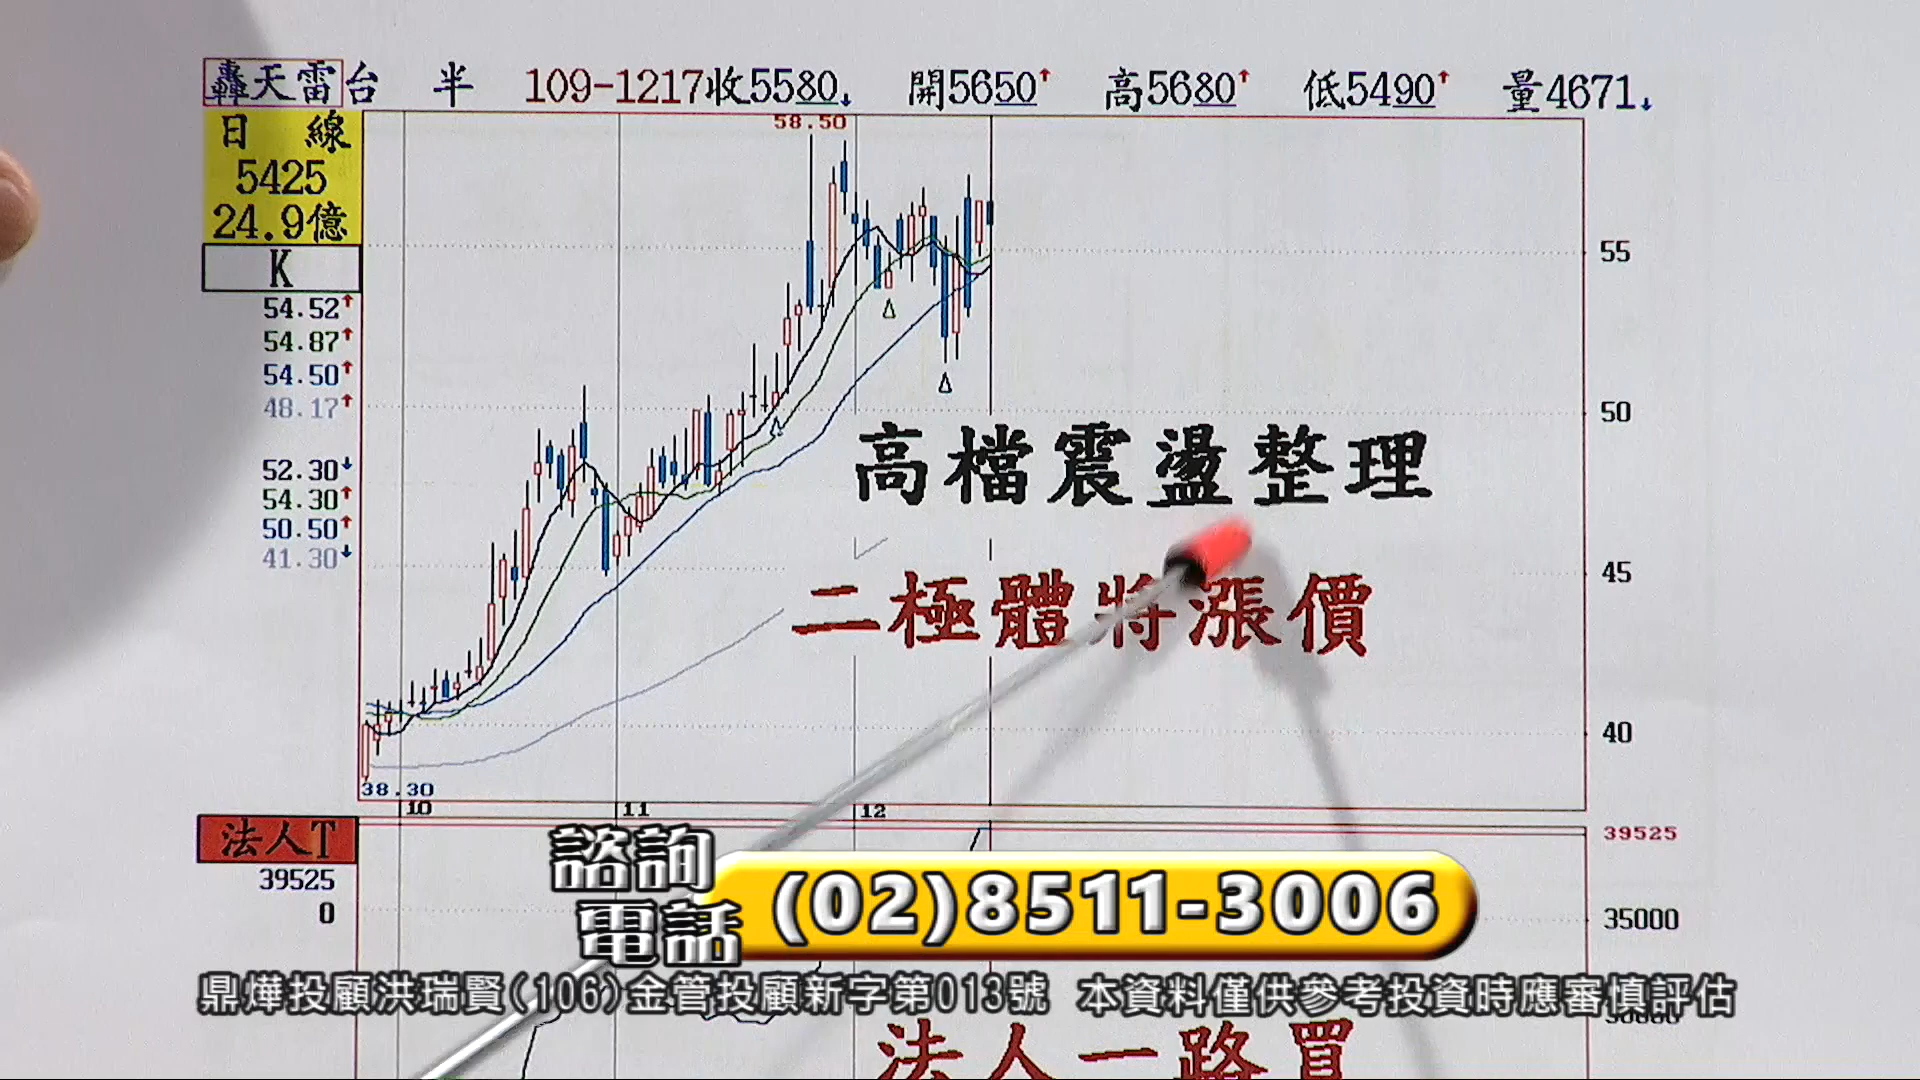 轟天雷 台 半 109-1217 收5580↓ 開5650↑ 高5680↑ 低5490↑ 量4671↓
日 線
5425
24.9億
K
54.52↑
54.87↑
54.50↑
48.17↑
52.30↓
54.30↑
50.50↑
41.30↓
58.50
55
50
高檔震盪整理
45
二極體將漲價
40
38.30
10 11 12
法人T
39525
0
39525
35000
諮詢電話 (02)8511-3006
鼎燁投顧洪瑞賢(106)金管投顧新字第013號 本資料僅供參考投資時應審慎評估
法人一路買